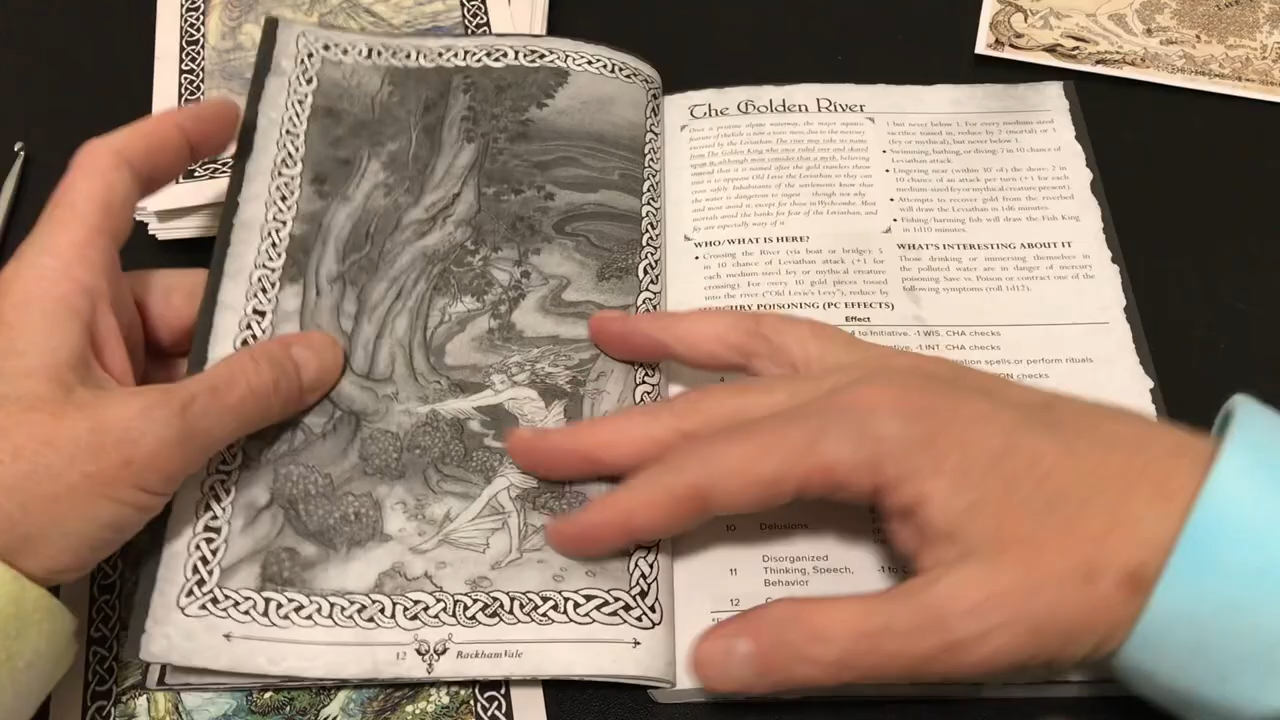 12
Rackham Vale
The Golden River
Once a pristine alpine waterway, the major aquatic
feature of the Vale is now a toxic mess, due to the mercury
excreted by the Leviathan. The river may take its name
from The Golden King who once ruled over and skated
upon it, although most consider that a myth, believing
instead that it is named after the gold travelers throw
into it to appease Old Levie the Leviathan so they can
cross safely. Inhabitants of the settlements know that
the water is dangerous to ingest though not why
and most avoid it, except for those in Wychcombe. Most
mortals avoid the banks for fear of the Leviathan, and
fey are especially wary of it.
WHO/WHAT IS HERE?
• Crossing the River (via boat or bridge): 5
in 10 chance of Leviathan attack (+1 for
each medium-sized fey or mythical creature
crossing). For every 10 gold pieces tossed
into the river ("Old Levie's Levy"), reduce by
1 but never below 1. For every medium-sized
sacrifice tossed in, reduce by 2 (mortal) or 1
(fey or mythical), but never below 1.
• Swimming, bathing, or diving: 7 in 10 chance of
Leviathan attack.
• Lingering near (within 30' of) the shore: 2 in
10 chance of an attack per turn (+1 for each
medium-sized fey or mythical creature present).
• Attempts to recover gold from the riverbed
will draw the Leviathan in 1d6 minutes.
• Fishing/harming fish will draw the Fish King
in 1d10 minutes.
WHAT'S INTERESTING ABOUT IT
Those drinking or immersing themselves in
the polluted water are in danger of mercury
poisoning. Save vs. Poison or contract one of the
following symptoms (roll 1d12).
MERCURY POISONING (PC EFFECTS)
Effect
to Initiative, -1 WIS, CHA checks
-1 INT, CHA checks
spells or perform rituals
4 checks
10 Delusions
11 Disorganized
Thinking, Speech,
Behavior
-1 to
12